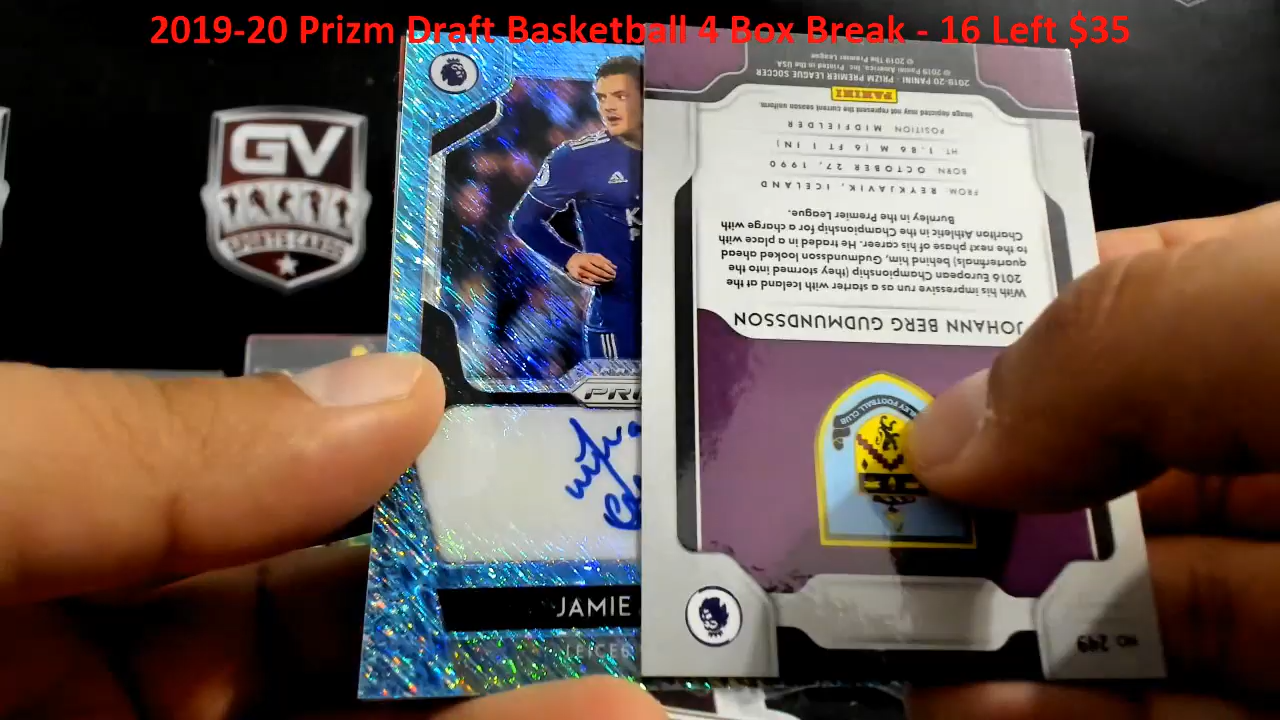 2019-20 Prizm Draft Basketball 4 Box Break - 16 Left $35
GV
SPORTS CARDS
PRI
JAMIE
LEICES
JOHANN BERG GUDMUNDSSON
With his impressive run as a starter with Iceland at the
2016 European Championship (they stormed into the
quarterfinals) behind him, Gudmundsson looked ahead
to the next phase of his career. He traded in a place with
Charlton Athletic in the Championship for a charge with
Burnley in the Premier League.
FROM: REYKJAVIK, ICELAND
BORN: OCTOBER 27, 1990
HT: 1.86 M (6 FT 1 IN)
POSITION: MIDFIELDER
Image depicted may not represent the current season uniform.
PANINI
2019-20 PANINI - PRIZM PREMIER LEAGUE SOCCER
© 2019 Panini America, Inc. Printed in the USA
© 2019 The Premier League
LEY FOOTBALL CLUB
NO. 249